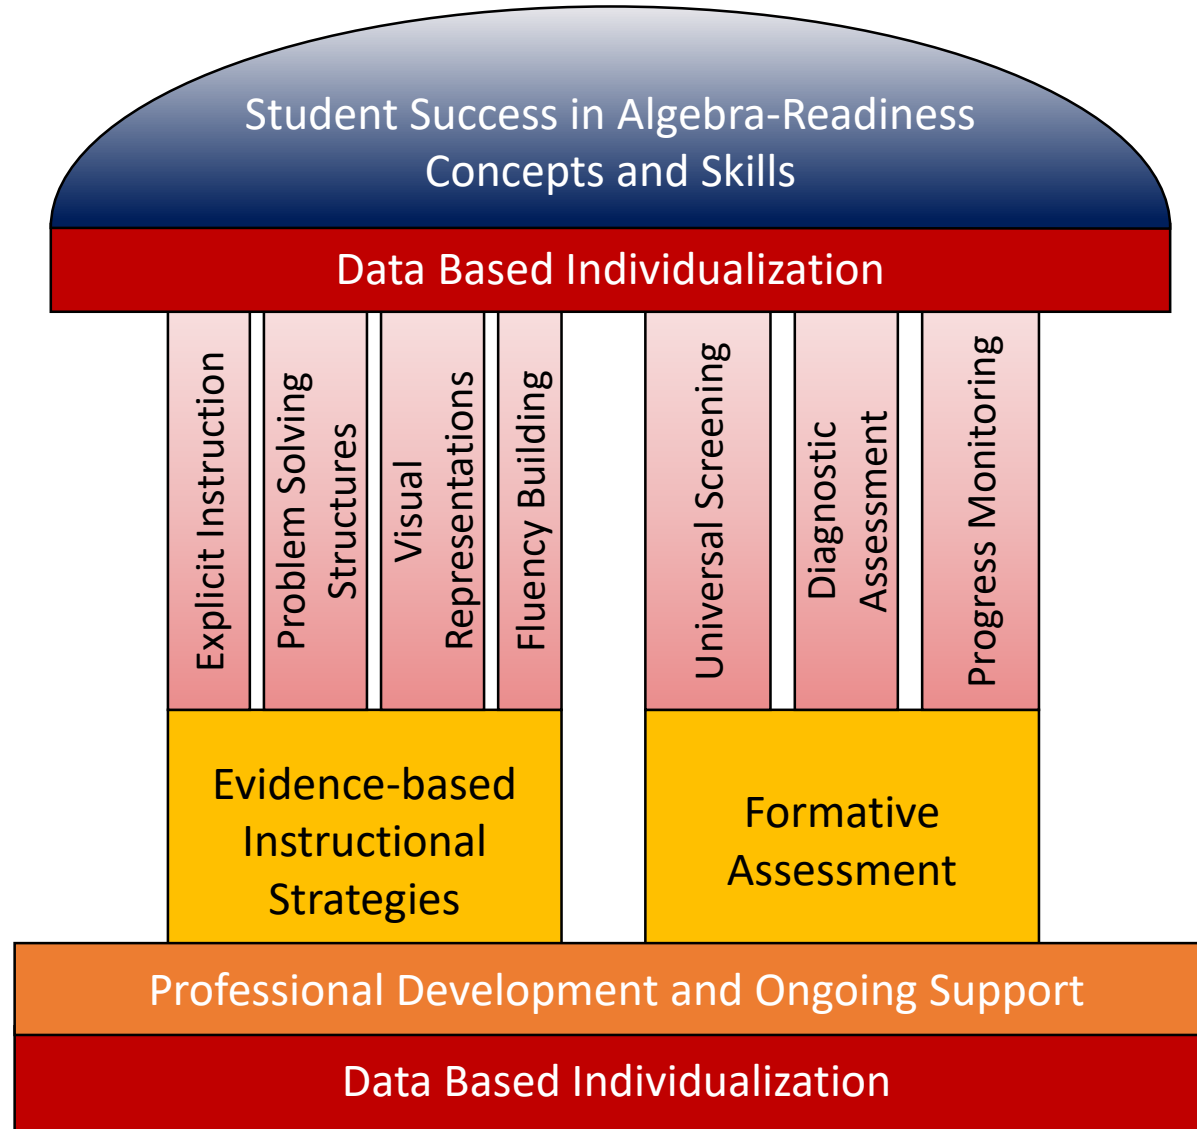 Student Success in Algebra-Readiness
Concepts and Skills
Data Based Individualization
Explicit Instruction
Problem Solving
Structures
Visual
Representations
Fluency Building
Universal Screening
Diagnostic
Assessment
Progress Monitoring
Evidence-based
Instructional
Strategies
Formative
Assessment
Professional Development and Ongoing Support
Data Based Individualization